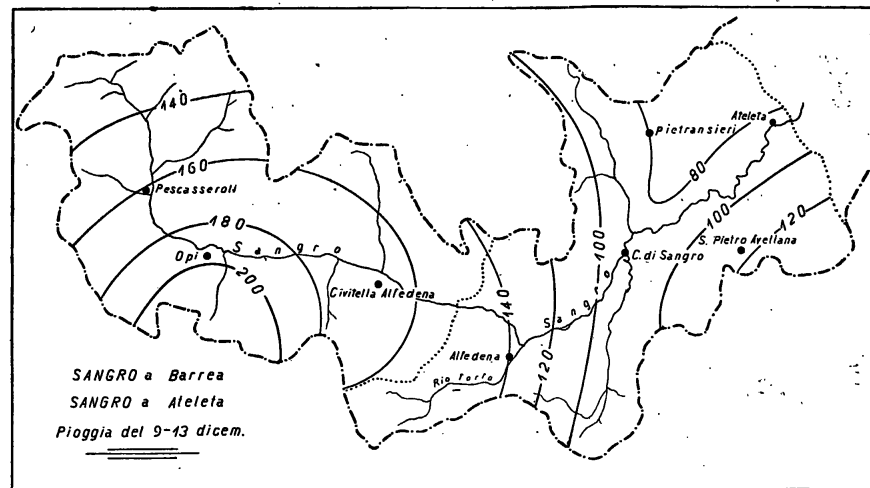 140
160
Pescasseroli
180
Opi
Sangro
200
Civitella Alfedena
140
Alfedena
Rio Torto
120
Sangro
100
C. di Sangro
Pietransieri
Ateleta
80
100
120
S. Pietro Avellana
SANGRO a Barrea
SANGRO a Ateleta
Pioggia del 9-13 dicem.